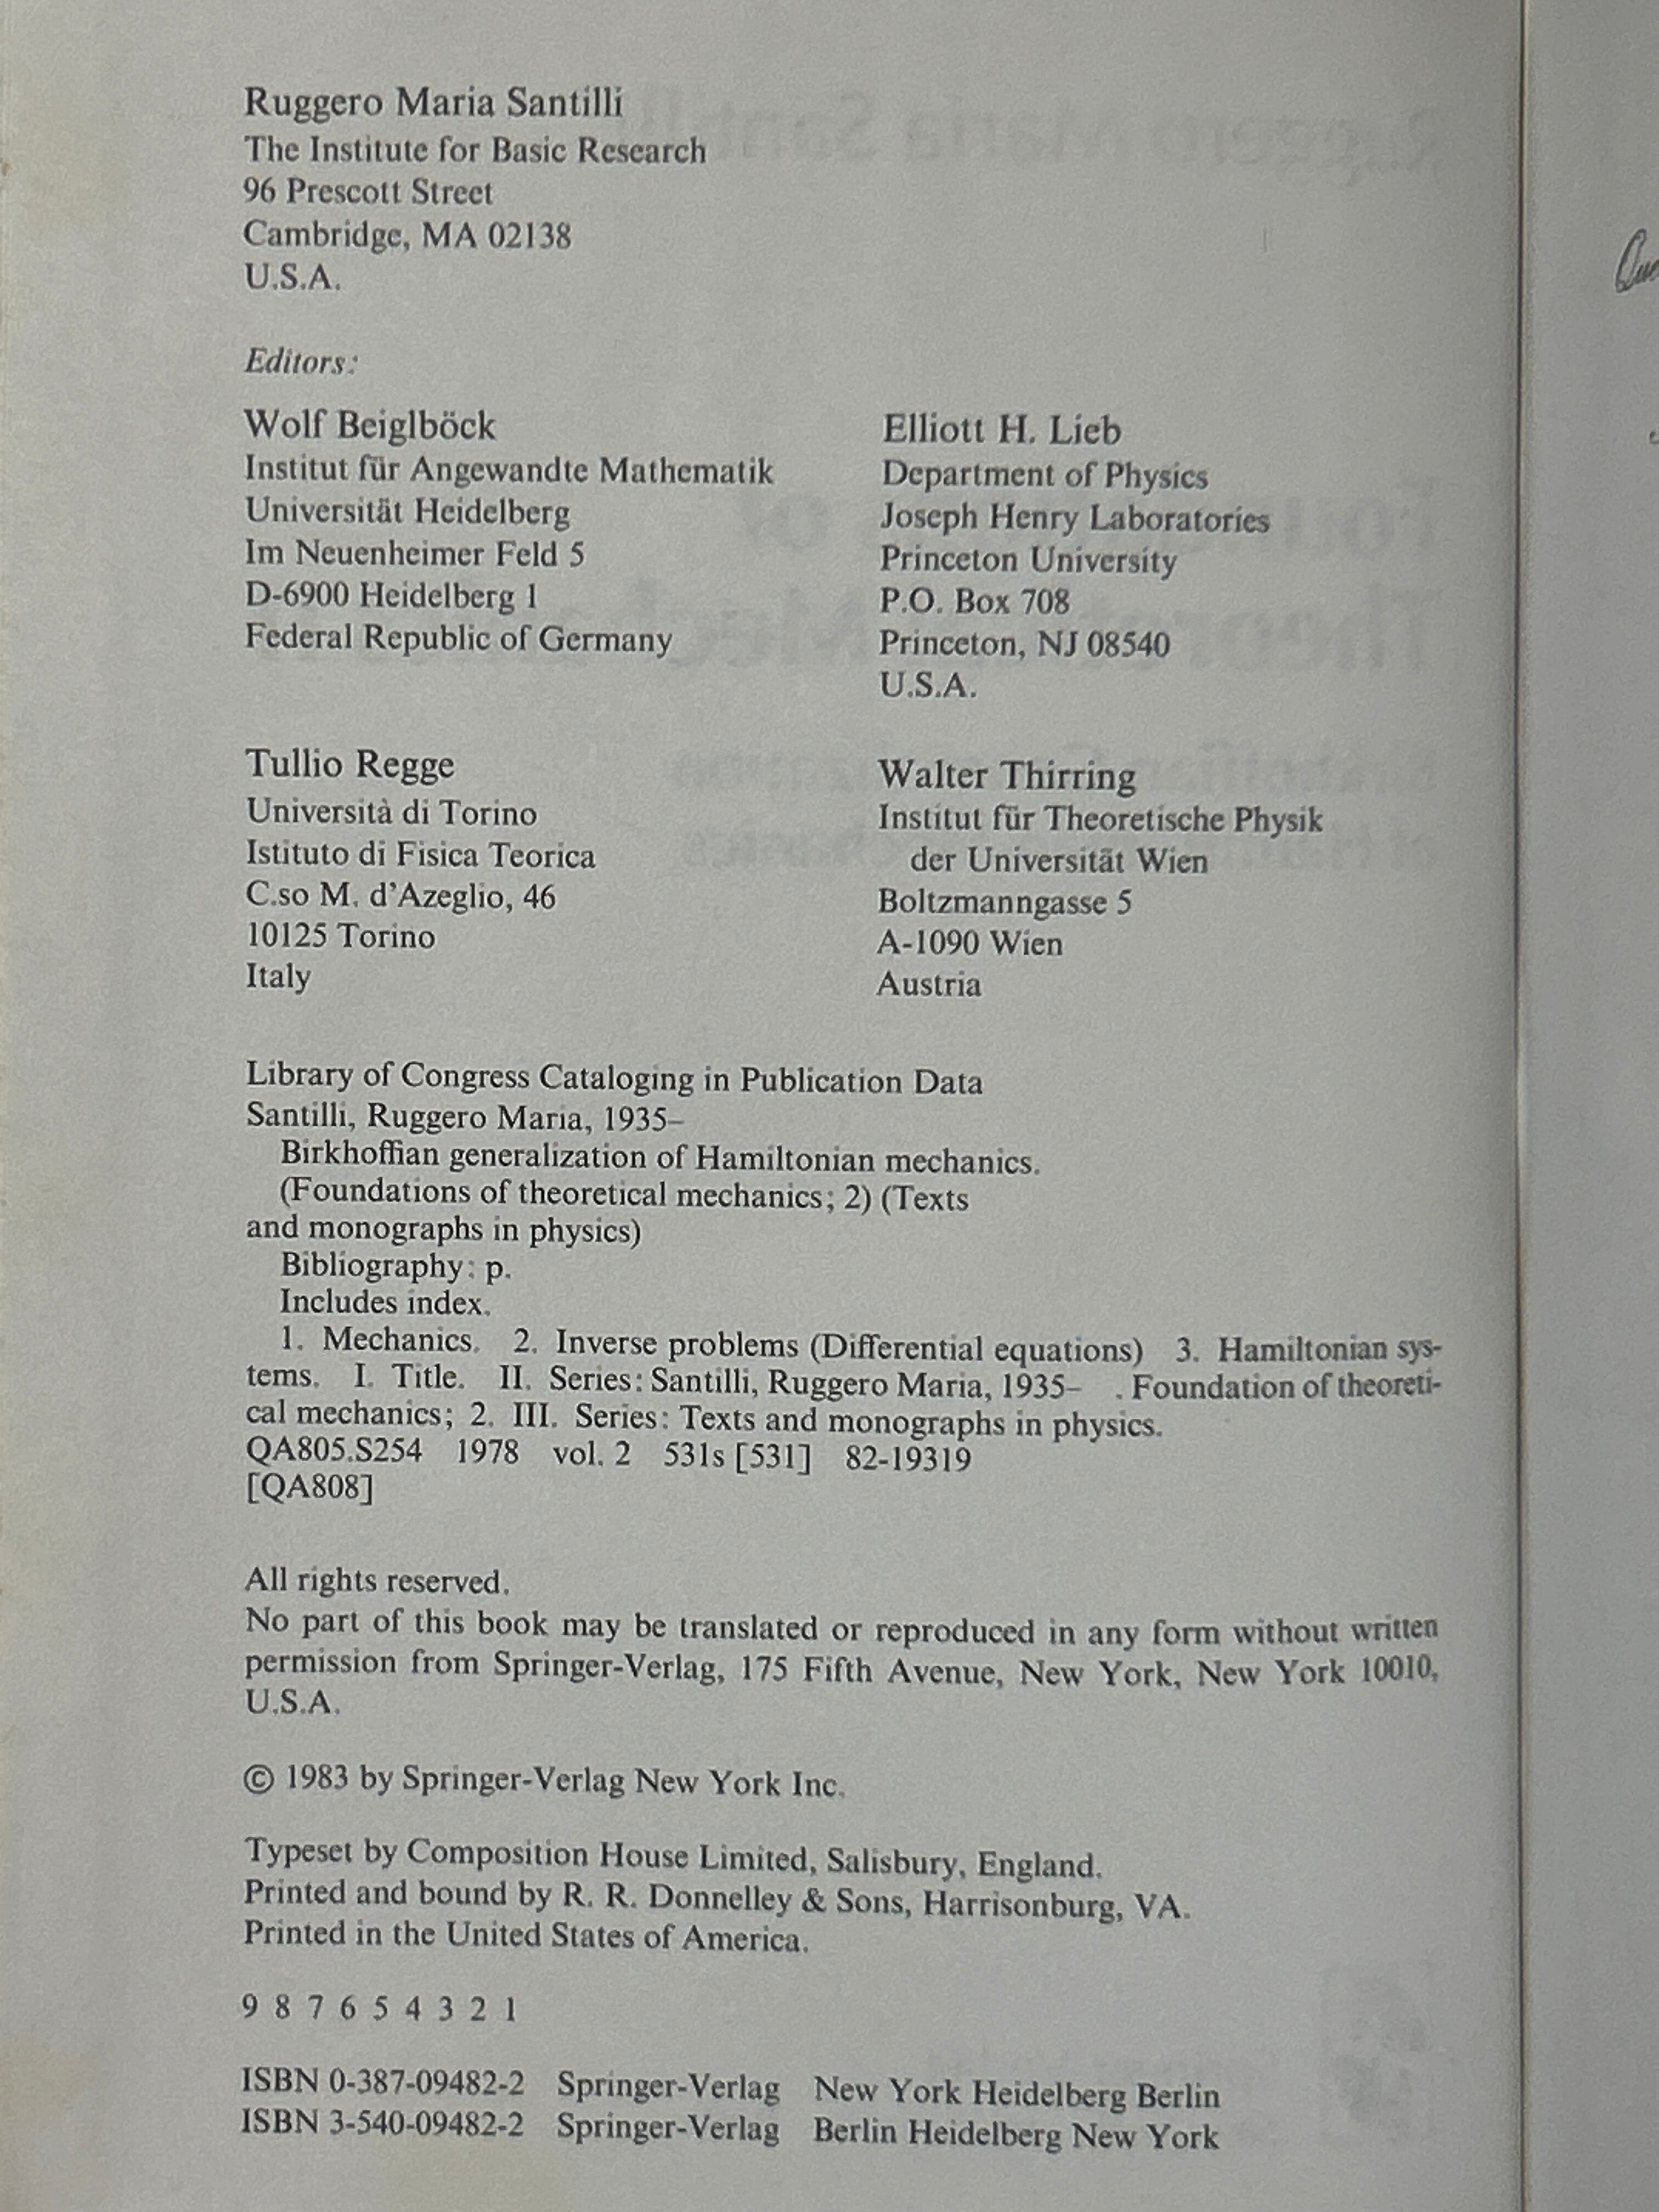 Ruggero Maria Santilli
The Institute for Basic Research
96 Prescott Street
Cambridge, MA 02138
U.S.A.
Editors:
Wolf Beiglböck
Institut für Angewandte Mathematik
Universität Heidelberg
Im Neuenheimer Feld 5
D-6900 Heidelberg 1
Federal Republic of Germany
Elliott H. Lieb
Department of Physics
Joseph Henry Laboratories
Princeton University
P.O. Box 708
Princeton, NJ 08540
U.S.A.
Tullio Regge
Università di Torino
Istituto di Fisica Teorica
C.so M. d'Azeglio, 46
10125 Torino
Italy
Walter Thirring
Institut für Theoretische Physik
der Universität Wien
Boltzmanngasse 5
A-1090 Wien
Austria
Library of Congress Cataloging in Publication Data
Santilli, Ruggero Maria, 1935–
Birkhoffian generalization of Hamiltonian mechanics.
(Foundations of theoretical mechanics; 2) (Texts
and monographs in physics)
Bibliography: p.
Includes index.
1. Mechanics. 2. Inverse problems (Differential equations) 3. Hamiltonian sys-
tems. I. Title. II. Series: Santilli, Ruggero Maria, 1935– . Foundation of theoreti-
cal mechanics; 2. III. Series: Texts and monographs in physics.
QA805.S254 1978 vol. 2 531s [531] 82-19319
[QA808]
All rights reserved.
No part of this book may be translated or reproduced in any form without written
permission from Springer-Verlag, 175 Fifth Avenue, New York, New York 10010,
U.S.A.
© 1983 by Springer-Verlag New York Inc.
Typeset by Composition House Limited, Salisbury, England.
Printed and bound by R. R. Donnelley & Sons, Harrisonburg, VA.
Printed in the United States of America.
9 8 7 6 5 4 3 2 1
ISBN 0-387-09482-2 Springer-Verlag New York Heidelberg Berlin
ISBN 3-540-09482-2 Springer-Verlag Berlin Heidelberg New York